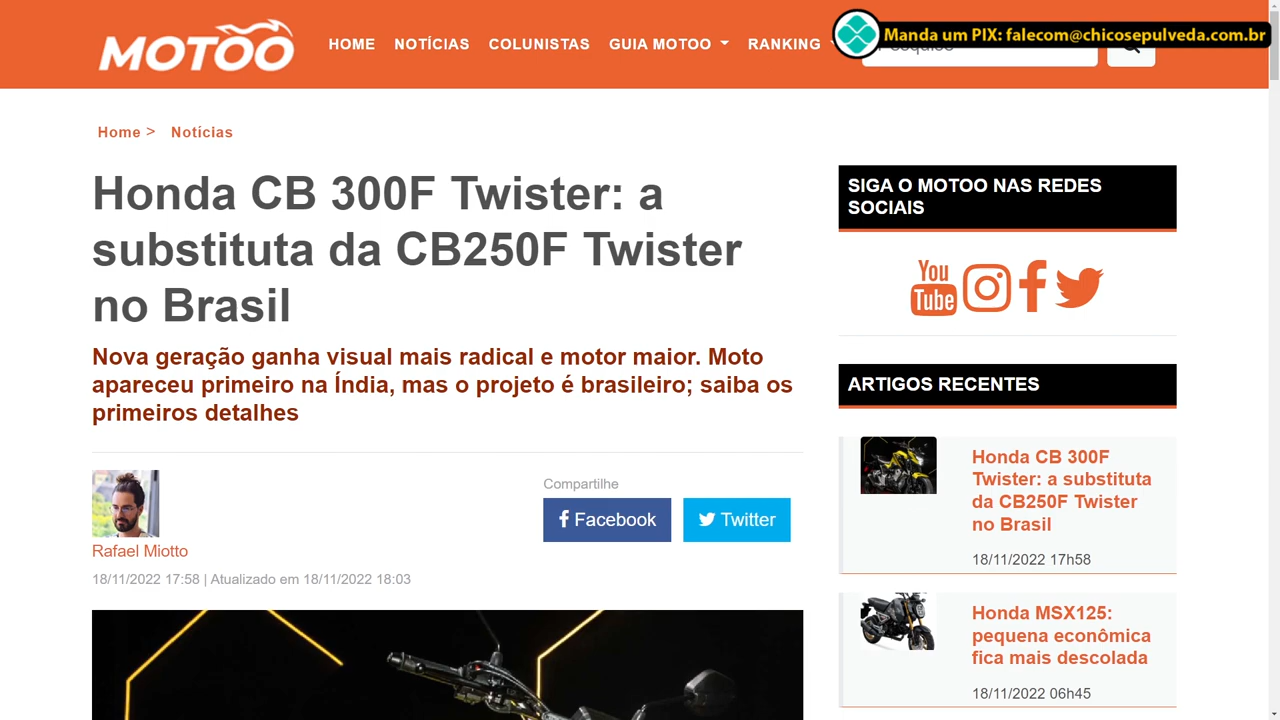 MOTOO
HOME NOTÍCIAS COLUNISTAS GUIA MOTOO RANKING
Manda um PIX: falecom@chicosepulveda.com.br
Home > Notícias
Honda CB 300F Twister: a
substituta da CB250F Twister
no Brasil
Nova geração ganha visual mais radical e motor maior. Moto
apareceu primeiro na Índia, mas o projeto é brasileiro; saiba os
primeiros detalhes
Rafael Miotto
18/11/2022 17:58 | Atualizado em 18/11/2022 18:03
Compartilhe
Facebook Twitter
SIGA O MOTOO NAS REDES
SOCIAIS
You
Tube
ARTIGOS RECENTES
Honda CB 300F
Twister: a substituta
da CB250F Twister
no Brasil
18/11/2022 17h58
Honda MSX125:
pequena econômica
fica mais descolada
18/11/2022 06h45